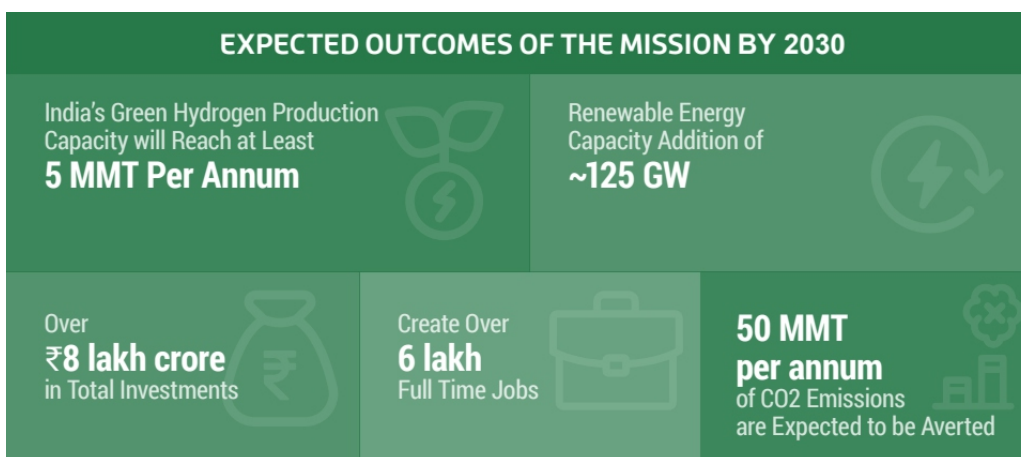 EXPECTED OUTCOMES OF THE MISSION BY 2030
India's Green Hydrogen Production
Capacity will Reach at Least
5 MMT Per Annum
Renewable Energy
Capacity Addition of
~125 GW
Over
₹8 lakh crore
in Total Investments
₹
Create Over
6 lakh
Full Time Jobs
50 MMT
per annum
of CO2 Emissions
are Expected to be Averted